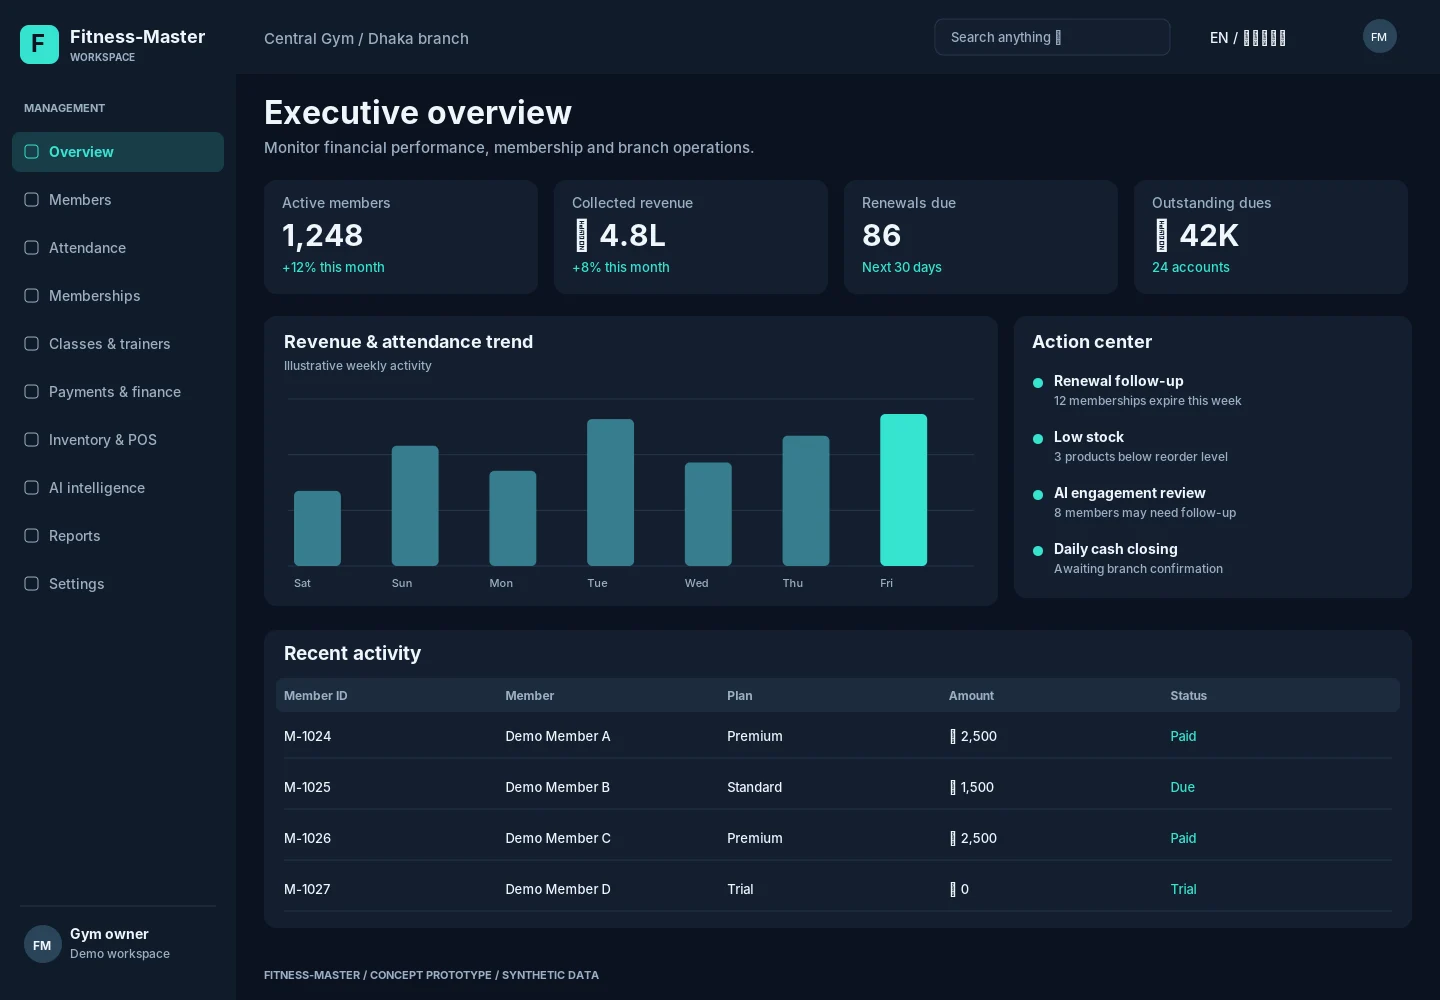 F
Fitness-Master
WORKSPACE
Central Gym / Dhaka branch
Search anything
EN /
FM
MANAGEMENT
Overview
Members
Attendance
Memberships
Classes & trainers
Payments & finance
Inventory & POS
AI intelligence
Reports
Settings
FM
Gym owner
Demo workspace
Executive overview
Monitor financial performance, membership and branch operations.
Active members
1,248
+12% this month
Collected revenue
4.8L
+8% this month
Renewals due
86
Next 30 days
Outstanding dues
42K
24 accounts
Revenue & attendance trend
Illustrative weekly activity
Sat Sun Mon Tue Wed Thu Fri
Action center
Renewal follow-up
12 memberships expire this week
Low stock
3 products below reorder level
AI engagement review
8 members may need follow-up
Daily cash closing
Awaiting branch confirmation
Recent activity
Member ID Member Plan Amount Status
M-1024 Demo Member A Premium 2,500 Paid
M-1025 Demo Member B Standard 1,500 Due
M-1026 Demo Member C Premium 2,500 Paid
M-1027 Demo Member D Trial 0 Trial
FITNESS-MASTER / CONCEPT PROTOTYPE / SYNTHETIC DATA